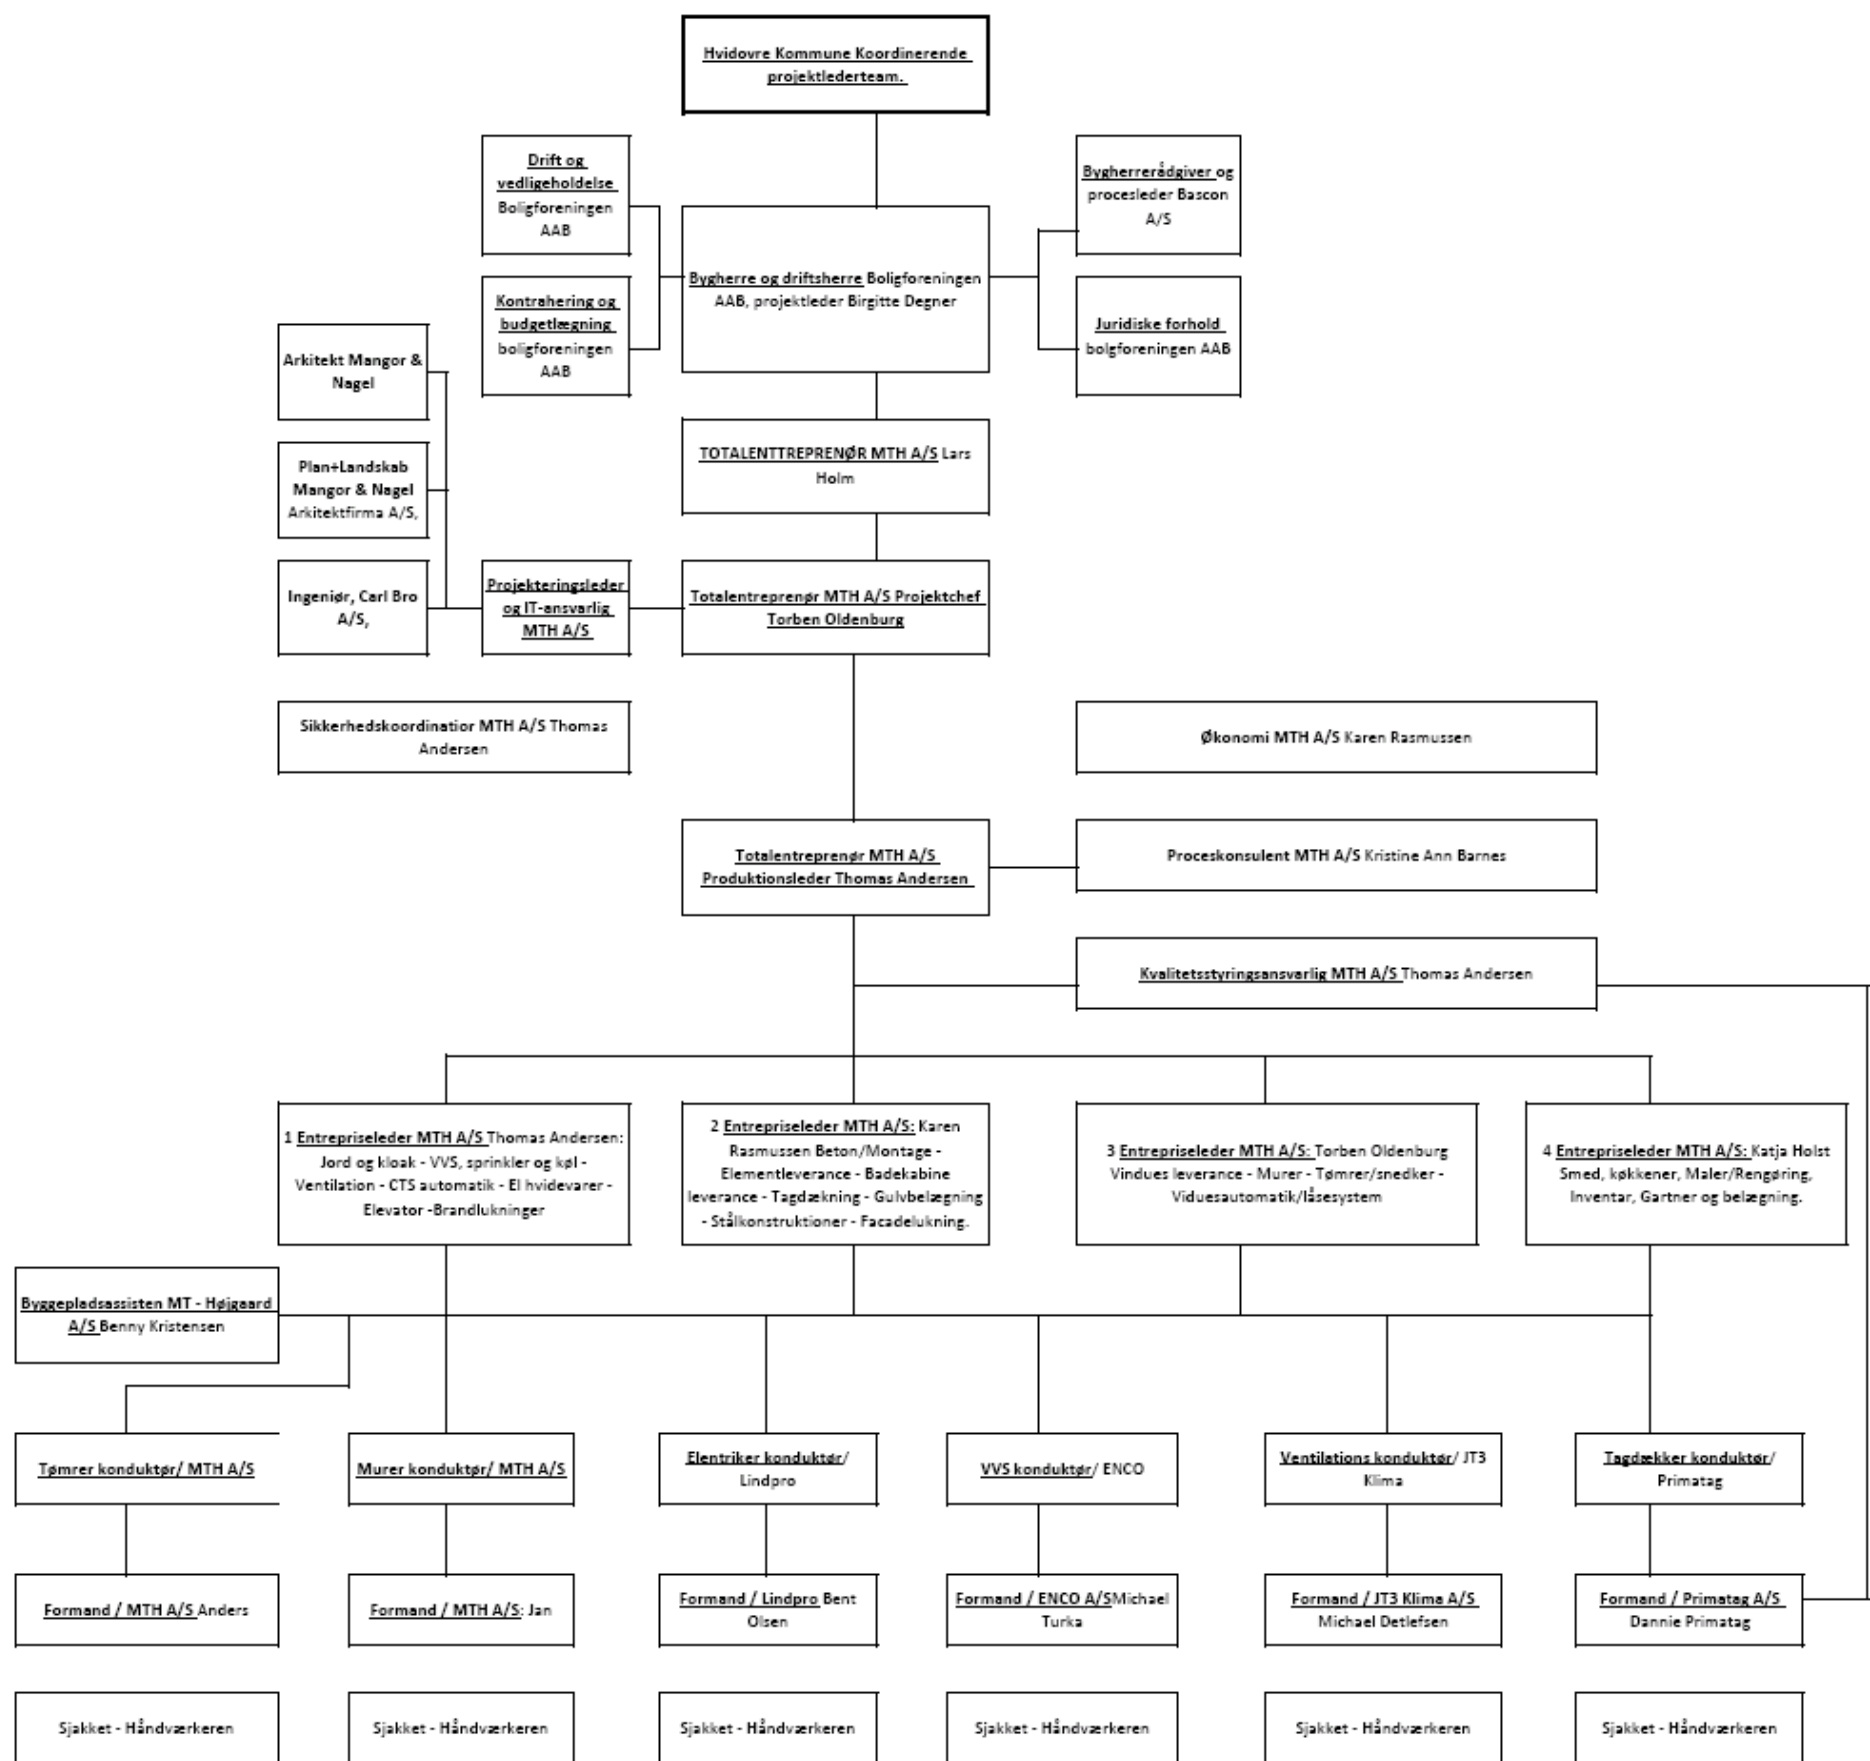 Hvidovre Kommune Koordinerende
projektlederteam.
Drift og
vedligeholdelse
Boligforeningen
AAB
Bygherrerådgiver og
procesleder Bascon
A/S
Bygherre og driftsherre Boligforeningen
AAB, projektleder Birgitte Degner
Kontrahering og
budgetlægning
boligforeningen
AAB
Juridiske forhold
bolgforeningen AAB
Arkitekt Mangor &
Nagel
TOTALENTTREPRENØR MTH A/S Lars
Holm
Plan+Landskab
Mangor & Nagel
Arkitektfirma A/S,
Ingeniør, Carl Bro
A/S,
Projekteringsleder
og IT-ansvarlig
MTH A/S
Totalentreprenør MTH A/S Projektchef
Torben Oldenburg
Sikkerhedskoordinatior MTH A/S Thomas
Andersen
Økonomi MTH A/S Karen Rasmussen
Totalentreprenør MTH A/S
Produktionsleder Thomas Andersen
Proceskonsulent MTH A/S Kristine Ann Barnes
Kvalitetsstyringsansvarlig MTH A/S Thomas Andersen
1 Entrepriseleder MTH A/S Thomas Andersen:
Jord og kloak - VVS, sprinkler og køl -
Ventilation - CTS automatik - El hvidevarer -
Elevator -Brandlukninger
2 Entrepriseleder MTH A/S: Karen
Rasmussen Beton/Montage -
Elementleverance - Badekabine
leverance - Tagdækning - Gulvbelægning
- Stålkonstruktioner - Facadelukning.
3 Entrepriseleder MTH A/S: Torben Oldenburg
Vindues leverance - Murer - Tømrer/snedker -
Viduesautomatik/låsesystem
4 Entrepriseleder MTH A/S: Katja Holst
Smed, køkkener, Maler/Rengøring,
Inventar, Gartner og belægning.
Byggepladsassisten MT - Højgaard
A/S Benny Kristensen
Tømrer konduktør/ MTH A/S
Murer konduktør/ MTH A/S
Elentriker konduktør/
Lindpro
VVS konduktør/ ENCO
Ventilations konduktør/ JT3
Klima
Tagdækker konduktør/
Primatag
Formand / MTH A/S Anders
Formand / MTH A/S: Jan
Formand / Lindpro Bent
Olsen
Formand / ENCO A/SMichael
Turka
Formand / JT3 Klima A/S
Michael Detlefsen
Formand / Primatag A/S
Dannie Primatag
Sjakket - Håndværkeren
Sjakket - Håndværkeren
Sjakket - Håndværkeren
Sjakket - Håndværkeren
Sjakket - Håndværkeren
Sjakket - Håndværkeren